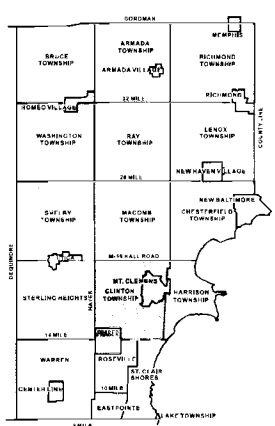 BORDMAN
MEMPHIS
BRUCE
TOWNSHIP
ARMADA
TOWNSHIP
RICHMOND
TOWNSHIP
ARMADA VILLAGE
RICHMOND
ROMEO VILLAGE
32 MILE
COUNTY LINE
WASHINGTON
TOWNSHIP
RAY
TOWNSHIP
LENOX
TOWNSHIP
NEW HAVEN VILLAGE
26 MILE
NEW BALTIMORE
SHELBY
TOWNSHIP
MACOMB
TOWNSHIP
CHESTERFIELD
TOWNSHIP
DEQUINDRE
M-59 HALL ROAD
MT. CLEMENS
CLINTON
TOWNSHIP
HARRISON
TOWNSHIP
STERLING HEIGHTS
HAYES
FRASER
14 MILE
ROSEVILLE
WARREN
ST. CLAIR
SHORES
CENTER LINE
10 MILE
EASTPOINTE
LAKE TOWNSHIP